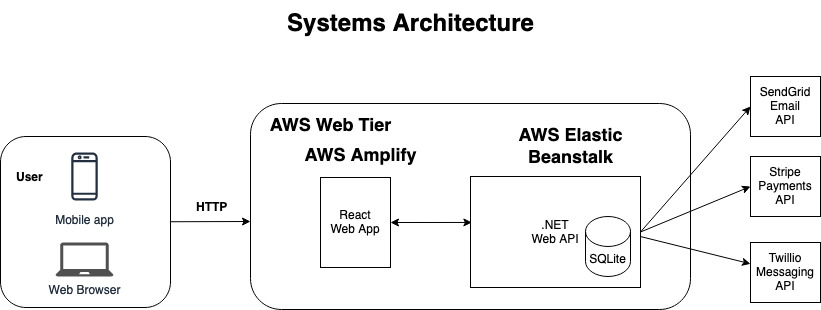 Systems Architecture
User
Mobile app
Web Browser
HTTP
AWS Web Tier
AWS Amplify
React
Web App
AWS Elastic
Beanstalk
.NET
Web API
SQLite
SendGrid
Email
API
Stripe
Payments
API
Twillio
Messaging
API